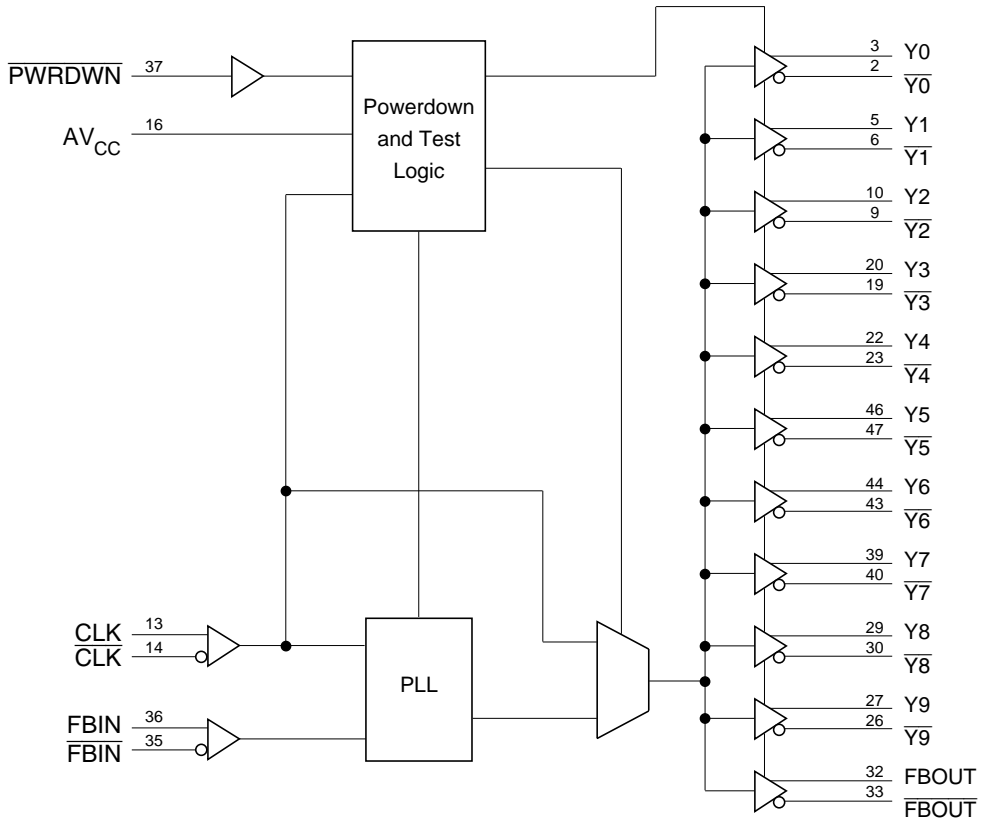 PWRDWN 37
AVCC 16
Powerdown
and Test
Logic
CLK 13
CLK 14
FBIN 36
FBIN 35
PLL
3 Y0
2 Y0
5 Y1
6 Y1
10 Y2
9 Y2
20 Y3
19 Y3
22 Y4
23 Y4
46 Y5
47 Y5
44 Y6
43 Y6
39 Y7
40 Y7
29 Y8
30 Y8
27 Y9
26 Y9
32 FBOUT
33 FBOUT